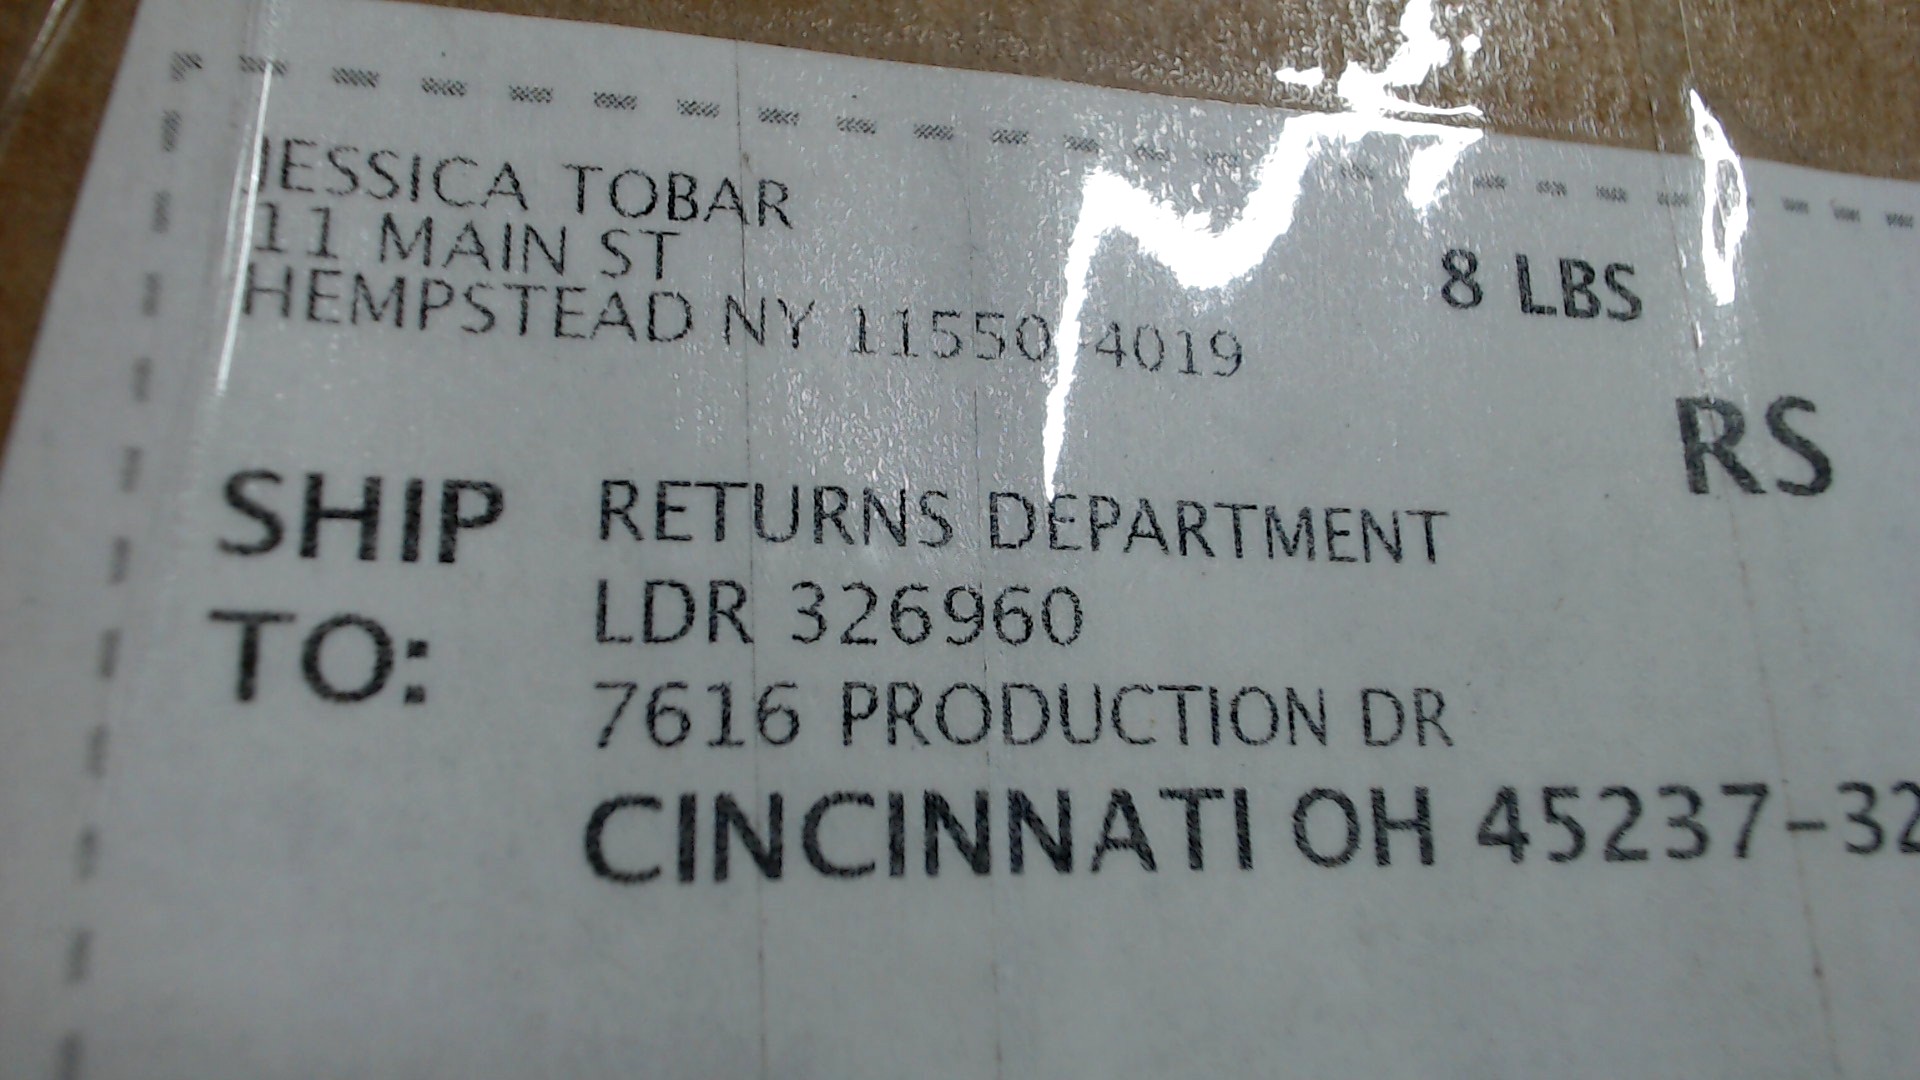 JESSICA TOBAR
11 MAIN ST
HEMPSTEAD NY 11550 4019
8 LBS
RS
SHIP TO:
RETURNS DEPARTMENT
LDR 326960
7616 PRODUCTION DR
CINCINNATI OH 45237-32